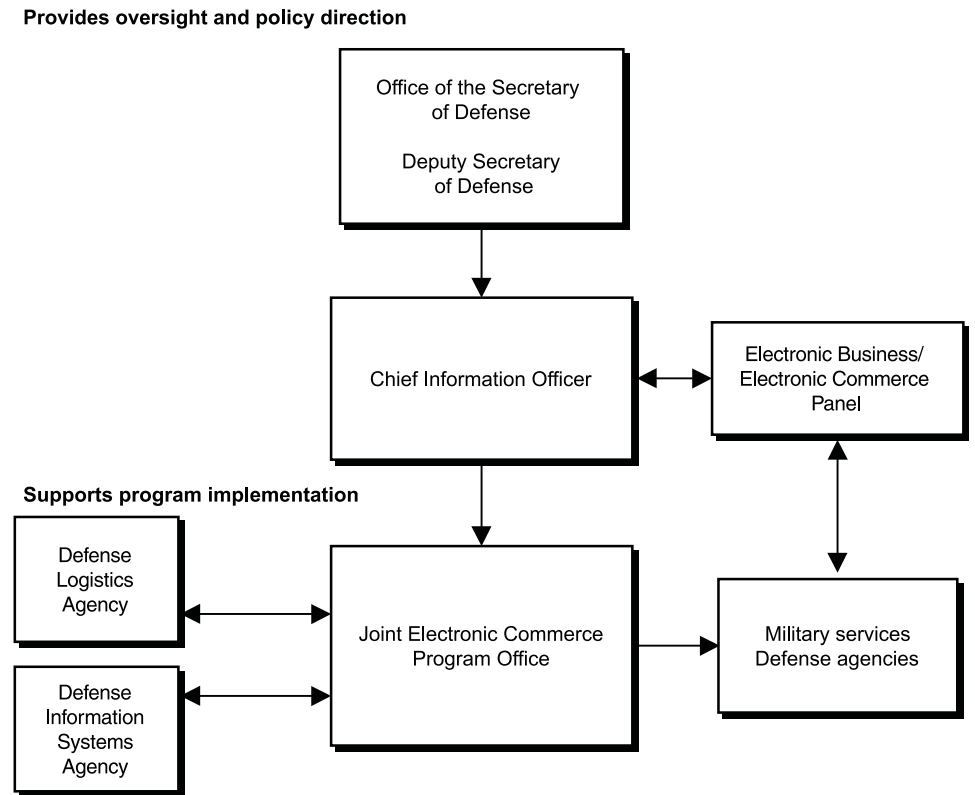 Provides oversight and policy direction
Office of the Secretary
of Defense
Deputy Secretary
of Defense
Chief Information Officer
Electronic Business/
Electronic Commerce
Panel
Supports program implementation
Defense
Logistics
Agency
Joint Electronic Commerce
Program Office
Military services
Defense agencies
Defense
Information
Systems
Agency